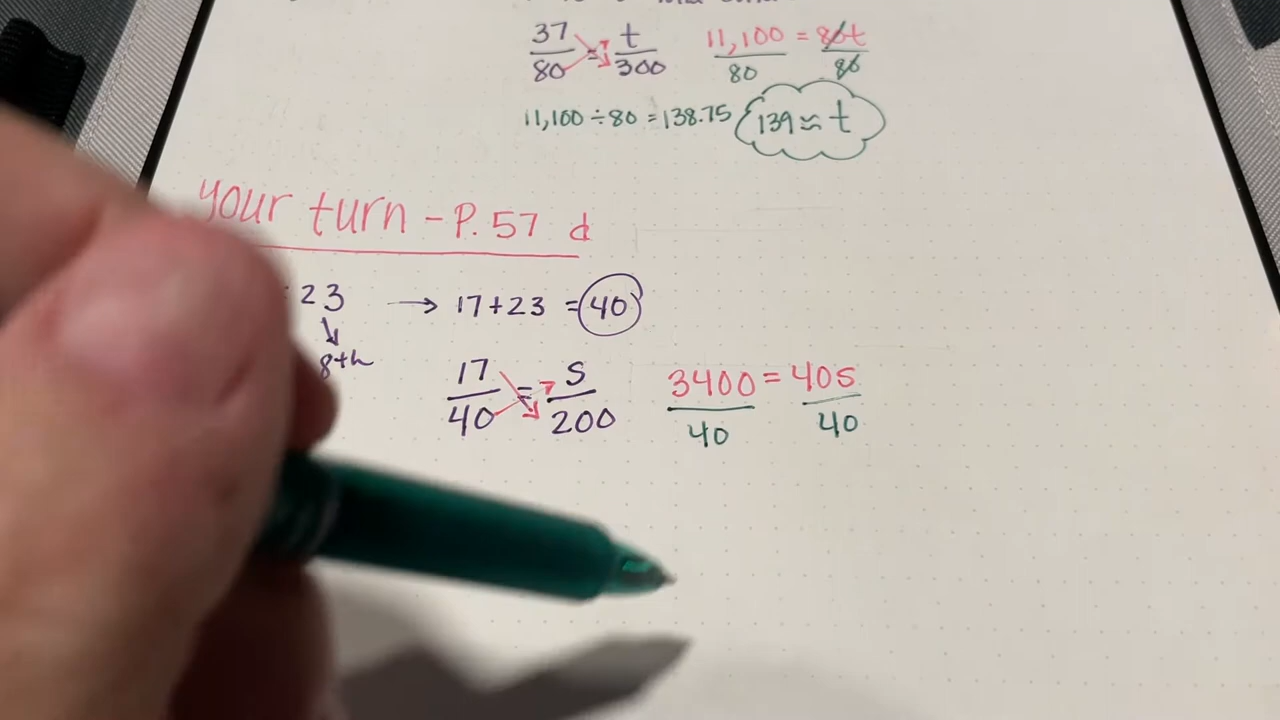 37/80 = t/300 11,100/80 = 80t/80
11,100 ÷ 80 = 138.75 139 ≈ t
your turn - P. 57 d
23 → 17 + 23 = 40
8th
17/40 = s/200 3400/40 = 40s/40